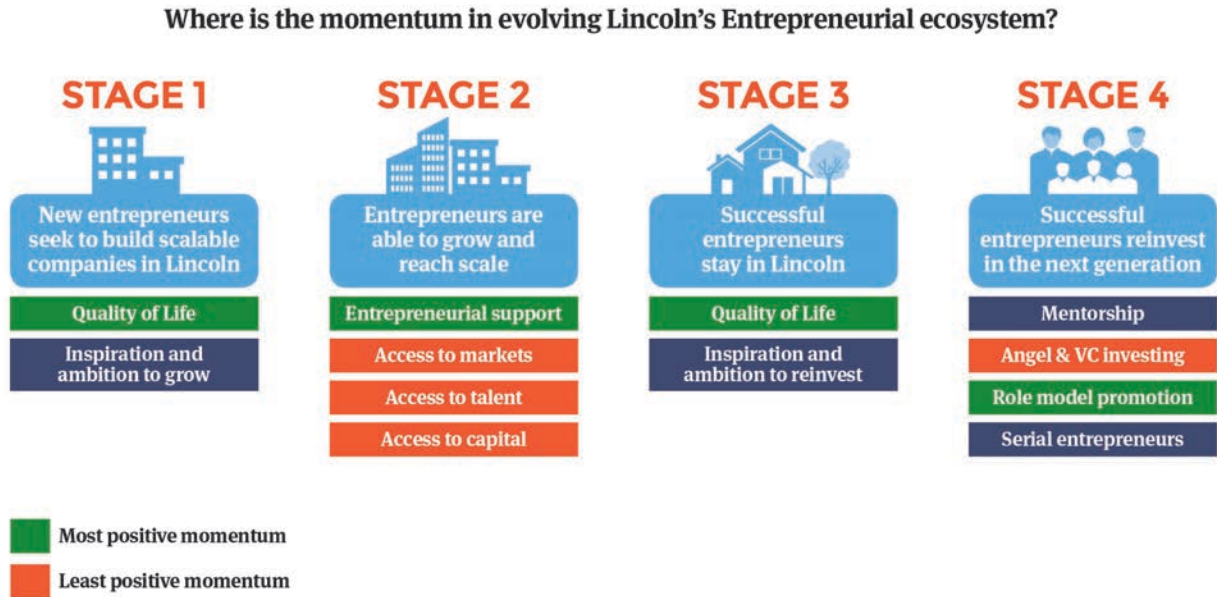 Where is the momentum in evolving Lincoln’s Entrepreneurial ecosystem?
STAGE 1
New entrepreneurs
seek to build scalable
companies in Lincoln
Quality of Life
Inspiration and
ambition to grow
STAGE 2
Entrepreneurs are
able to grow and
reach scale
Entrepreneurial support
Access to markets
Access to talent
Access to capital
STAGE 3
Successful
entrepreneurs
stay in Lincoln
Quality of Life
Inspiration and
ambition to reinvest
STAGE 4
Successful
entrepreneurs reinvest
in the next generation
Mentorship
Angel & VC investing
Role model promotion
Serial entrepreneurs
Most positive momentum
Least positive momentum